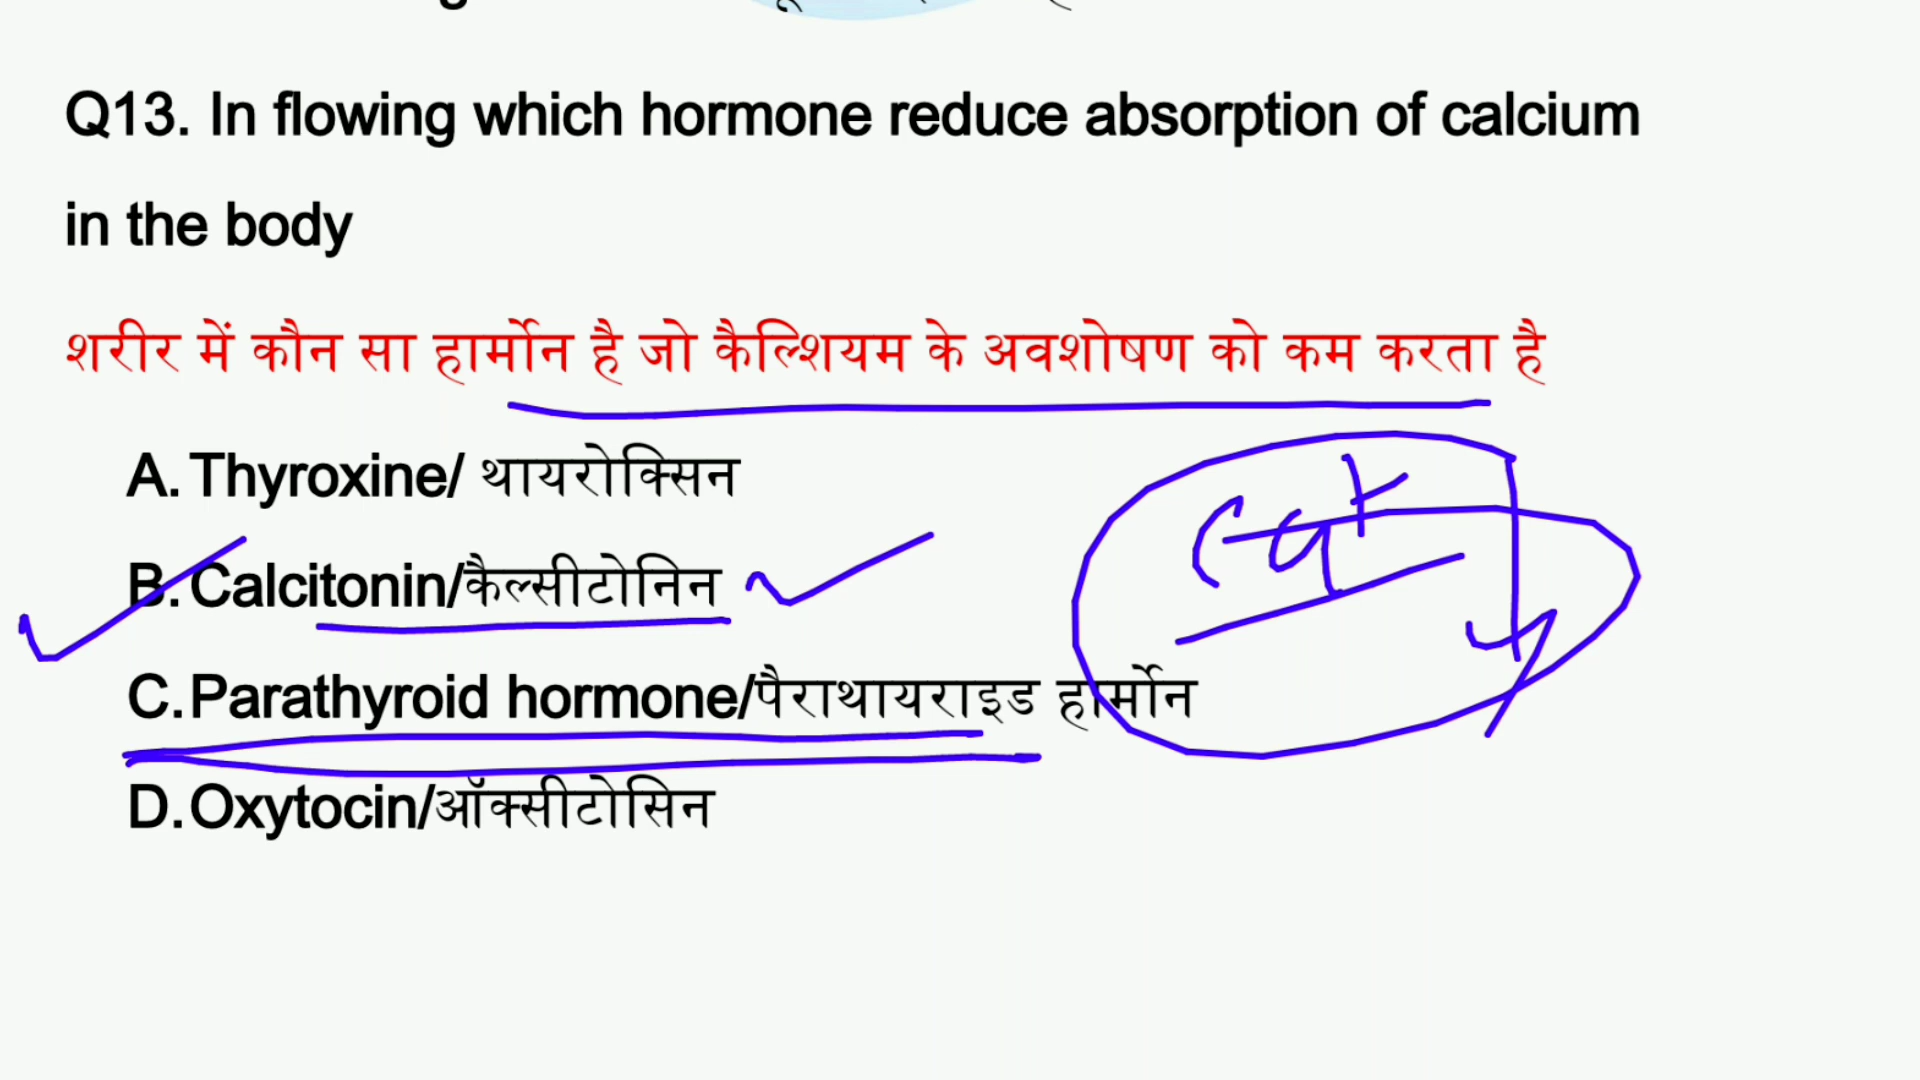 Q13. In flowing which hormone reduce absorption of calcium
in the body
शरीर में कौन सा हार्मोन है जो कैल्शियम के अवशोषण को कम करता है
A. Thyroxine/ थायरोक्सिन
B. Calcitonin/कैल्सीटोनिन
C. Parathyroid hormone/पैराथायराइड हार्मोन
D. Oxytocin/ऑक्सीटोसिन